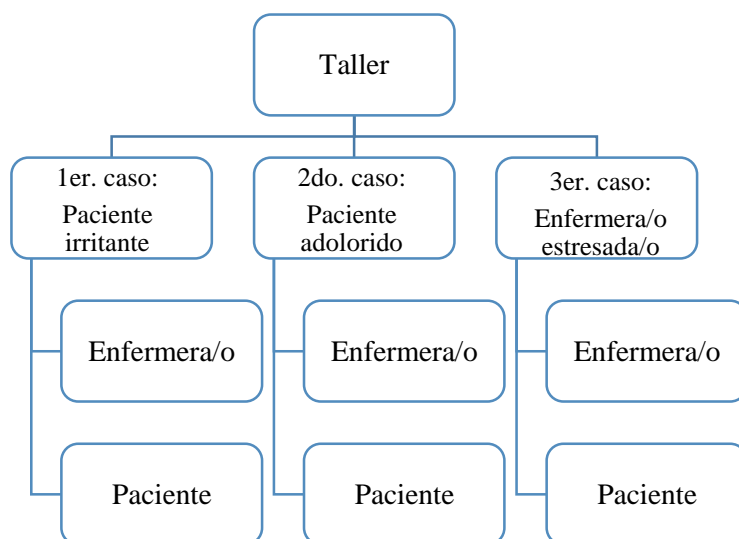 Taller
1er. caso:
Paciente
irritante
2do. caso:
Paciente
adolorido
3er. caso:
Enfermera/o
estresada/o
Enfermera/o
Enfermera/o
Enfermera/o
Paciente
Paciente
Paciente